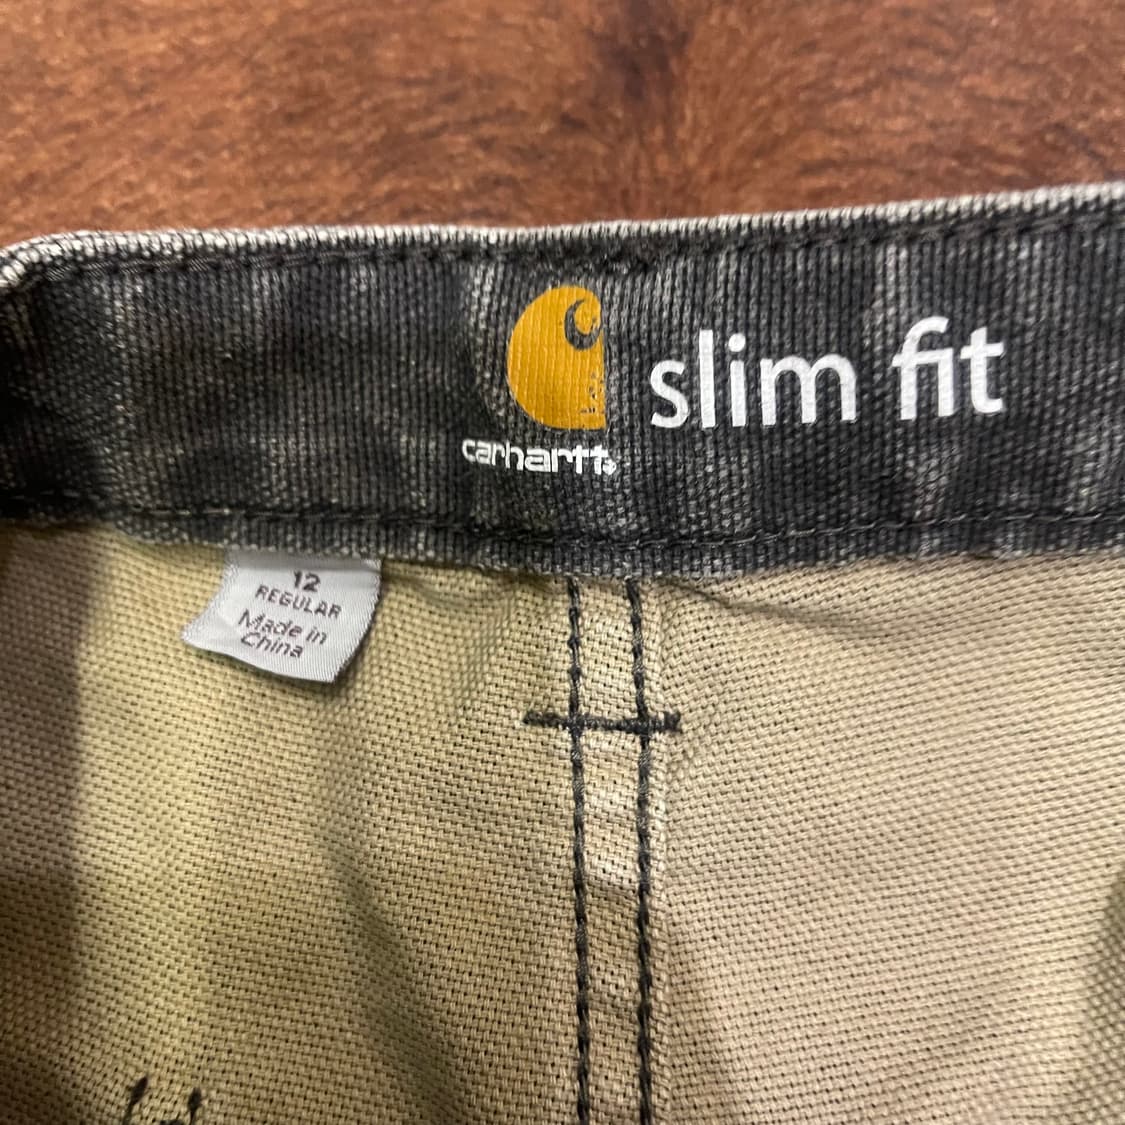 carhartt
slim fit
12
REGULAR
Made in
China